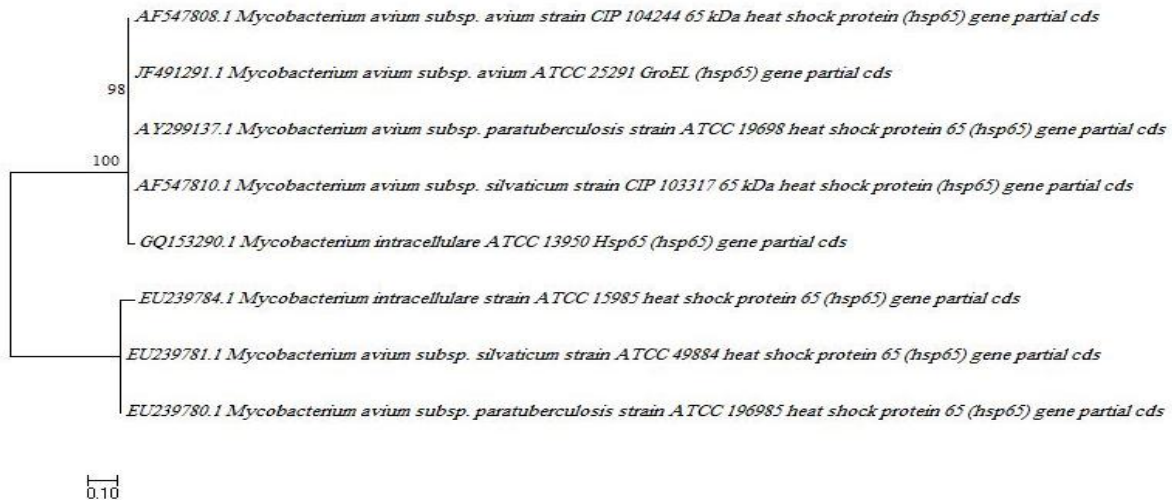 AF547808.1 Mycobacterium avium subsp. avium strain CIP 104244 65 kDa heat shock protein (hsp65) gene partial cds
JF491291.1 Mycobacterium avium subsp. avium ATCC 25291 GroEL (hsp65) gene partial cds
98
AY299137.1 Mycobacterium avium subsp. paratuberculosis strain ATCC 19698 heat shock protein 65 (hsp65) gene partial cds
100
AF547810.1 Mycobacterium avium subsp. silvaticum strain CIP 103317 65 kDa heat shock protein (hsp65) gene partial cds
GQ153290.1 Mycobacterium intracellulare ATCC 13950 Hsp65 (hsp65) gene partial cds
EU239784.1 Mycobacterium intracellulare strain ATCC 15985 heat shock protein 65 (hsp65) gene partial cds
EU239781.1 Mycobacterium avium subsp. silvaticum strain ATCC 49884 heat shock protein 65 (hsp65) gene partial cds
EU239780.1 Mycobacterium avium subsp. paratuberculosis strain ATCC 196985 heat shock protein 65 (hsp65) gene partial cds
0.10